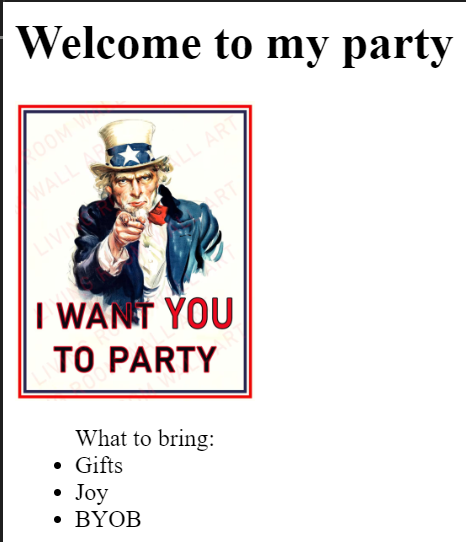 Welcome to my party
I WANT YOU
TO PARTY
What to bring:
Gifts
Joy
BYOB